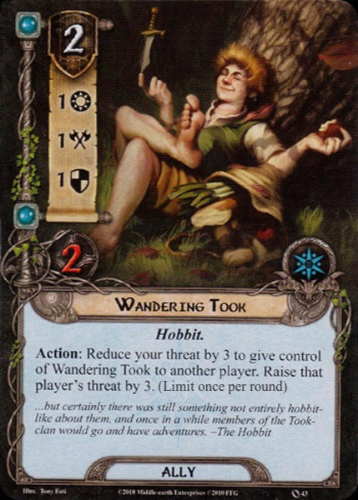 2
1
1
1
2
WANDERING TOOK
Hobbit.
Action: Reduce your threat by 3 to give control
of Wandering Took to another player. Raise that
player's threat by 3. (Limit once per round)
...but certainly there was still something not entirely hobbit-
like about them, and once in a while members of the Took-
clan would go and have adventures. –The Hobbit
ALLY
Illus. Tony Foti
©2010 Middle-earth Enterprises ©2010 FFG
43